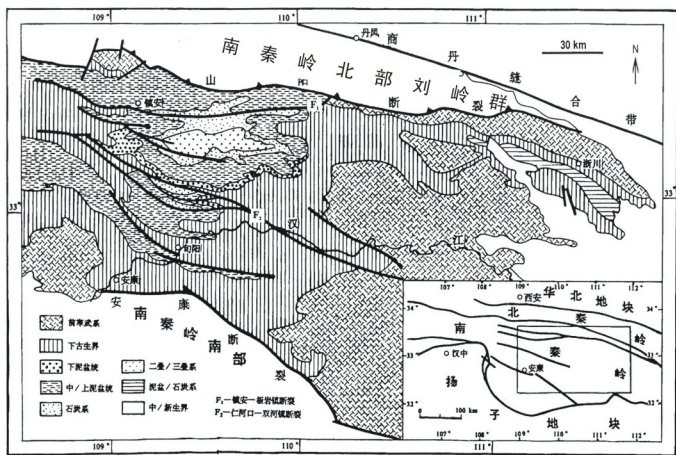 109°
110°
商丹缝合带
丹凤
30 km
N
南秦岭北部刘岭群
山阳断裂
镇安
F₁
淅川
33°
33°
F₂
汉江
旬阳
安康
安康断裂
南秦岭南部
前寒武系
下古生界
下泥盆统
中/上泥盆统
石炭系
二叠/三叠系
泥盆/石炭系
中/新生界
F₁—镇安—板岩镇断裂
F₂—仁河口—双河镇断裂
107° 108° 109° 110° 111° 112°
西安
华北地块
34°
34°
北秦岭
南秦岭
33°
33°
汉中
安康
扬子地块
32°
32°
0 100 km
106° 107° 108° 109° 110° 111° 112°
109°
110°
111°